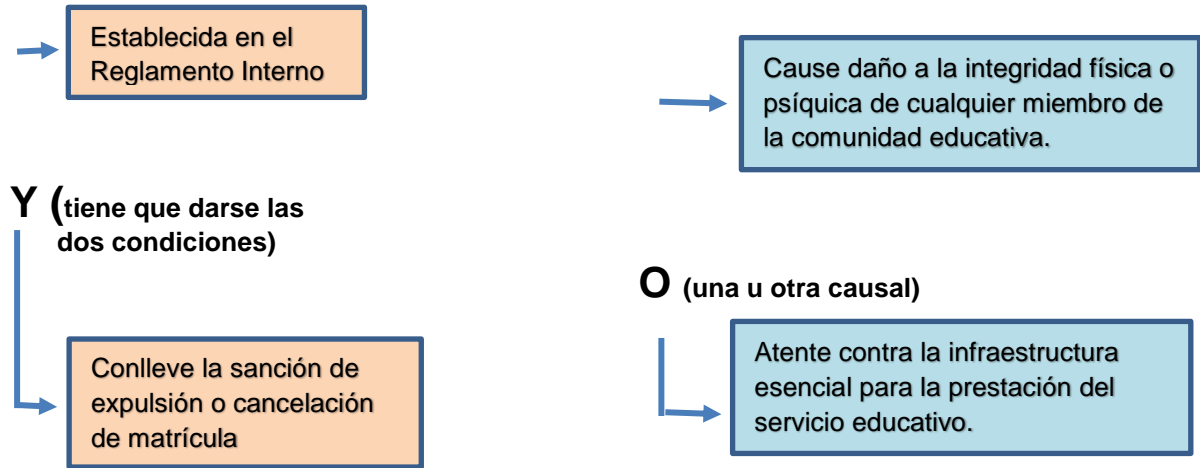 Establecida en el
Reglamento Interno
Y (tiene que darse las
dos condiciones)
Conlleve la sanción de
expulsión o cancelación
de matrícula
Cause daño a la integridad física o
psíquica de cualquier miembro de
la comunidad educativa.
O (una u otra causal)
Atente contra la infraestructura
esencial para la prestación del
servicio educativo.